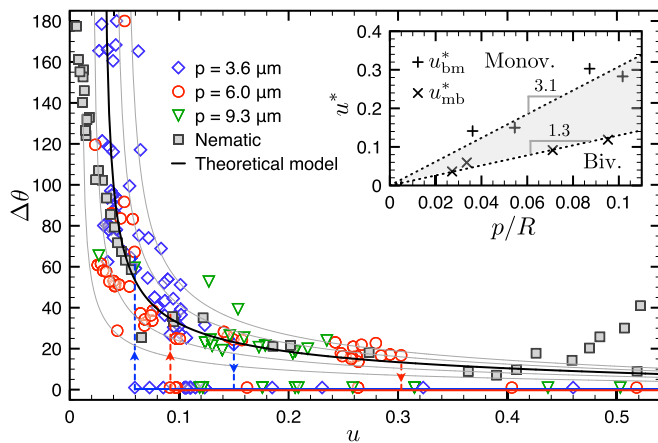 Δθ
180
160
140
120
100
80
60
40
20
0
0
0.1
0.2
0.3
0.4
0.5
u
p = 3.6 μm
p = 6.0 μm
p = 9.3 μm
Nematic
Theoretical model
u*
0.4
0.3
0.2
0.1
0
0
0.02
0.04
0.06
0.08
0.1
p/R
u*bm
u*mb
Monov.
3.1
1.3
Biv.